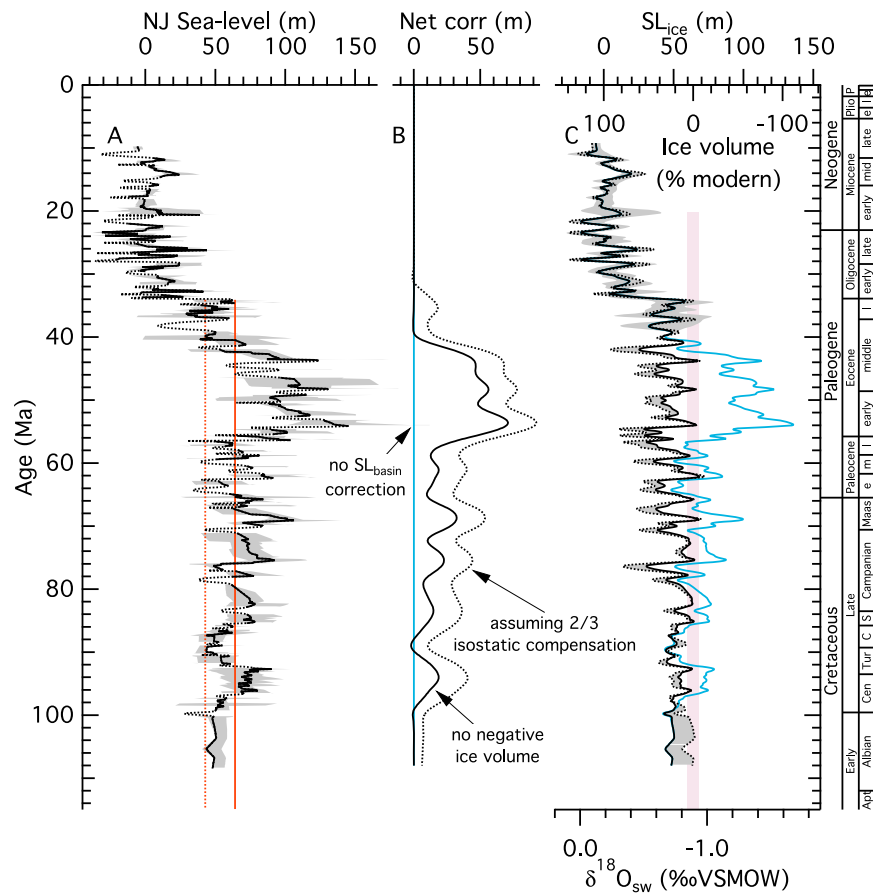 NJ Sea-level (m)
0 50 100 150
Net corr (m)
0 50
SL_ice (m)
0 50 100 150
A
B
C
100 0 -100
Ice volume
(% modern)
0
20
40
60
80
100
Age (Ma)
no SL_basin
correction
assuming 2/3
isostatic compensation
no negative
ice volume
0.0 -1.0
δ¹⁸O_sw (‰VSMOW)
Neogene
Paleogene
Cretaceous
Plio
Miocene
Oligocene
Eocene
Paleocene
Late
Early
P
e
l
late
mid
early
late
early
l
middle
early
l
m
e
Maas
Campanian
S
C
Tur
Cen
Albian
Apt